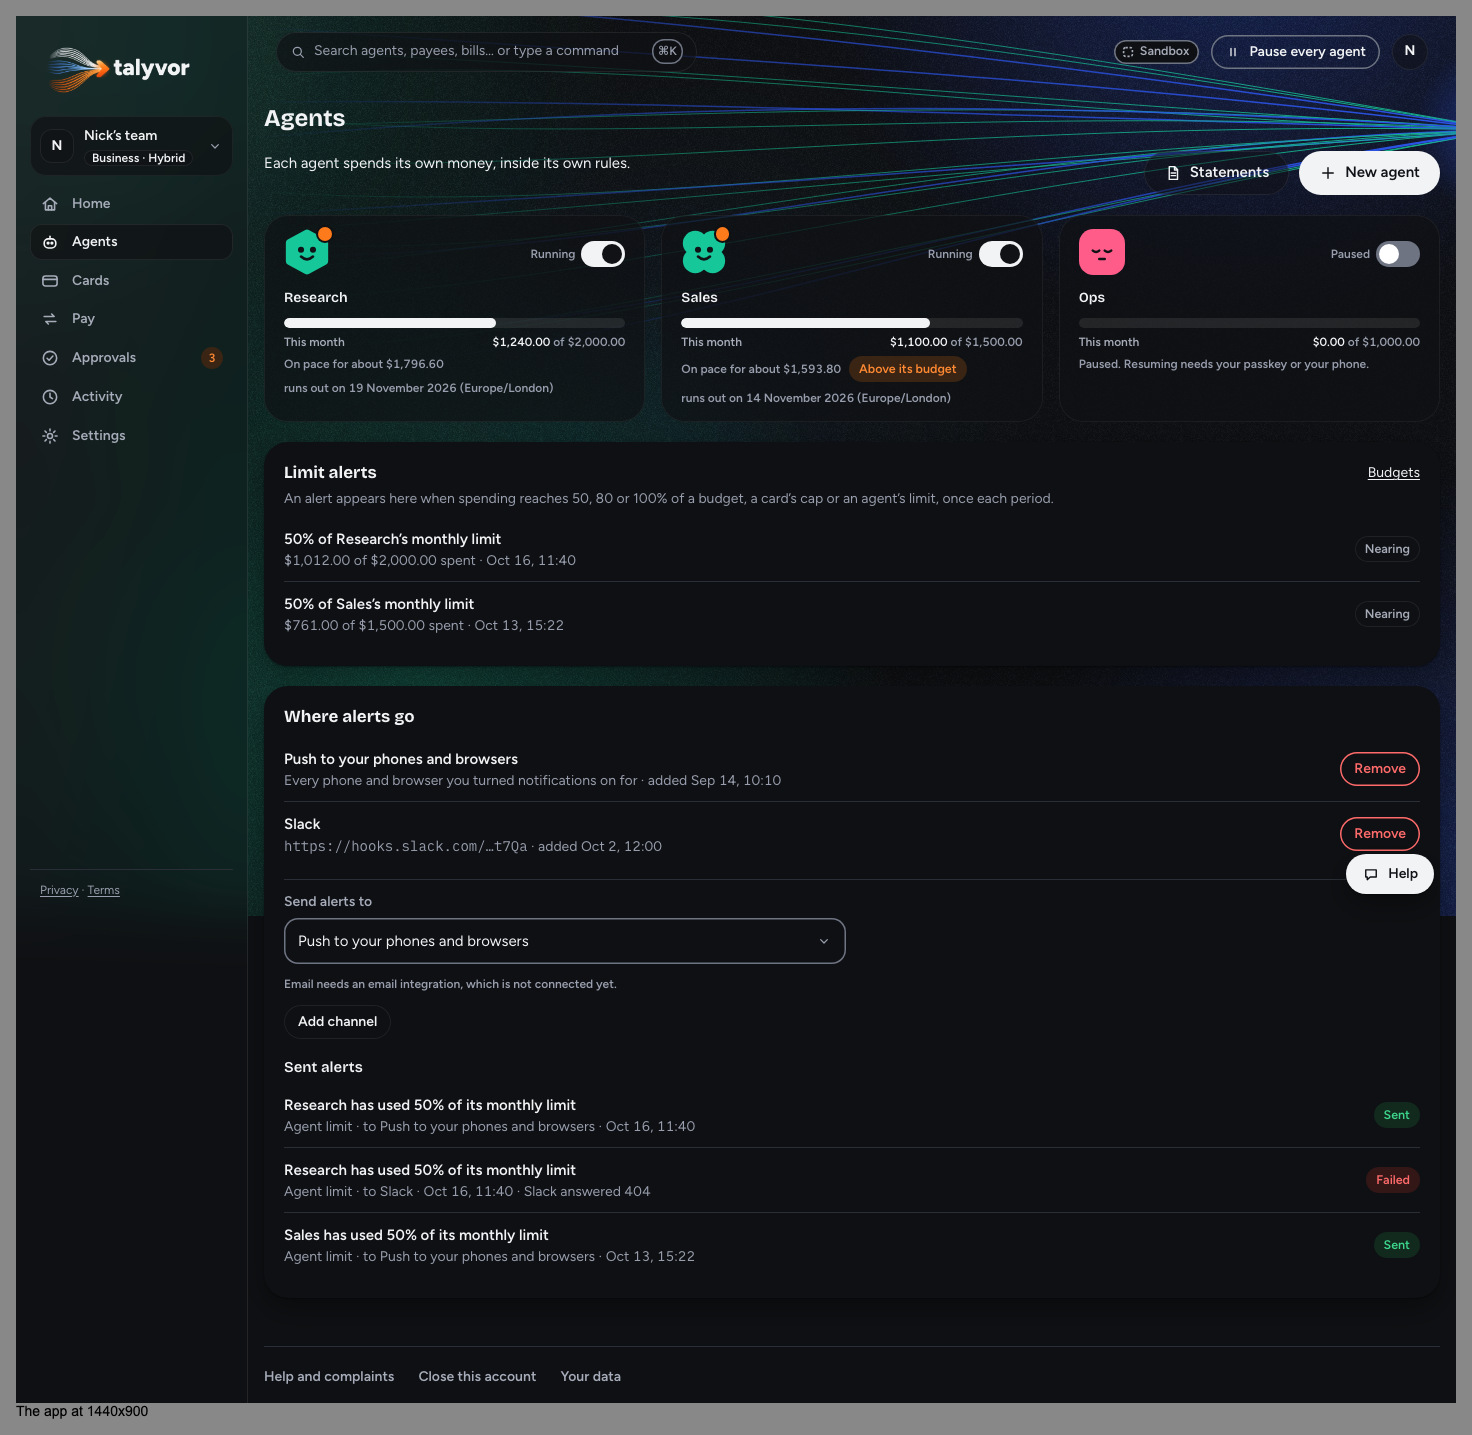 talyvor
Search agents, payees, bills... or type a command
⌘K
Sandbox
Pause every agent
N
N
Nick's team
Business · Hybrid
Home
Agents
Cards
Pay
Approvals
3
Activity
Settings
Privacy · Terms
Agents
Each agent spends its own money, inside its own rules.
Statements
New agent
Running
Research
This month
$1,240.00 of $2,000.00
On pace for about $1,796.60
runs out on 19 November 2026 (Europe/London)
Running
Sales
This month
$1,100.00 of $1,500.00
On pace for about $1,593.80
Above its budget
runs out on 14 November 2026 (Europe/London)
Paused
Ops
This month
$0.00 of $1,000.00
Paused. Resuming needs your passkey or your phone.
Limit alerts
Budgets
An alert appears here when spending reaches 50, 80 or 100% of a budget, a card's cap or an agent's limit, once each period.
50% of Research's monthly limit
$1,012.00 of $2,000.00 spent · Oct 16, 11:40
Nearing
50% of Sales's monthly limit
$761.00 of $1,500.00 spent · Oct 13, 15:22
Nearing
Where alerts go
Push to your phones and browsers
Every phone and browser you turned notifications on for · added Sep 14, 10:10
Remove
Slack
https://hooks.slack.com/…t7Qa · added Oct 2, 12:00
Remove
Help
Send alerts to
Push to your phones and browsers
Email needs an email integration, which is not connected yet.
Add channel
Sent alerts
Research has used 50% of its monthly limit
Agent limit · to Push to your phones and browsers · Oct 16, 11:40
Sent
Research has used 50% of its monthly limit
Agent limit · to Slack · Oct 16, 11:40 · Slack answered 404
Failed
Sales has used 50% of its monthly limit
Agent limit · to Push to your phones and browsers · Oct 13, 15:22
Sent
Help and complaints
Close this account
Your data
The app at 1440x900